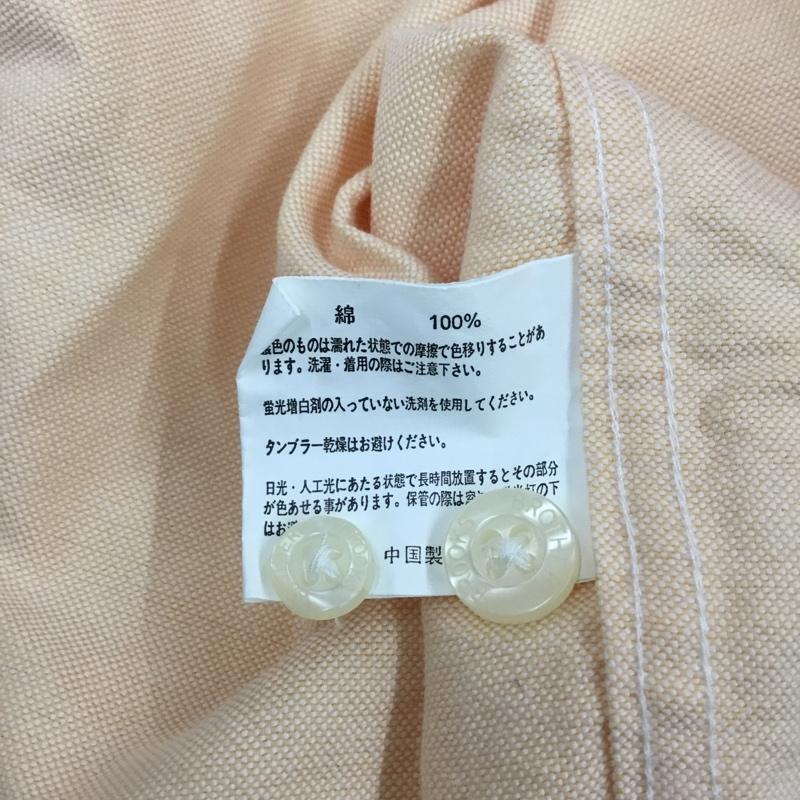 綿 100%
色のものは濡れた状態での摩擦で色移りすることがあ
ります。洗濯・着用の際はご注意下さい。
蛍光増白剤の入っていない洗剤を使用してください。
タンブラー乾燥はお避けください。
日光・人工光にあたる状態で長時間放置するとその部分
が色あせる事があります。保管の際は の下
はお
中国製